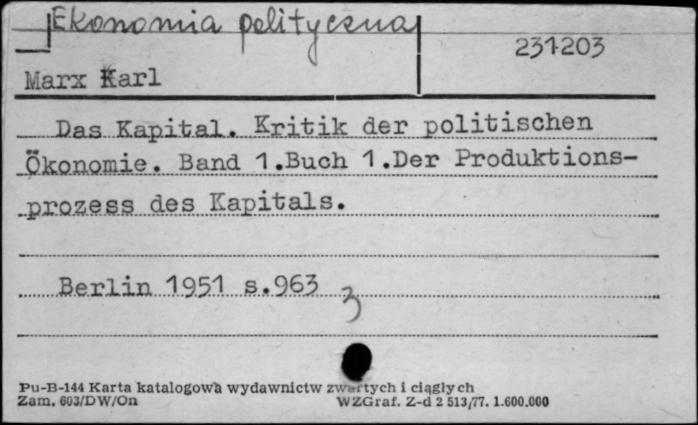 Ekonomia polityczna
231203
Marx Karl
Das Kapital. Kritik der politischen
Ökonomie. Band 1.Buch 1.Der Produktions-
prozess des Kapitals.
Berlin 1951 s.963
3
Pu-B-144 Karta katalogowa wydawnictw zwartych i ciągłych
Zam. 603/DW/On WZGraf. Z-d 2 513/77. 1.600.000